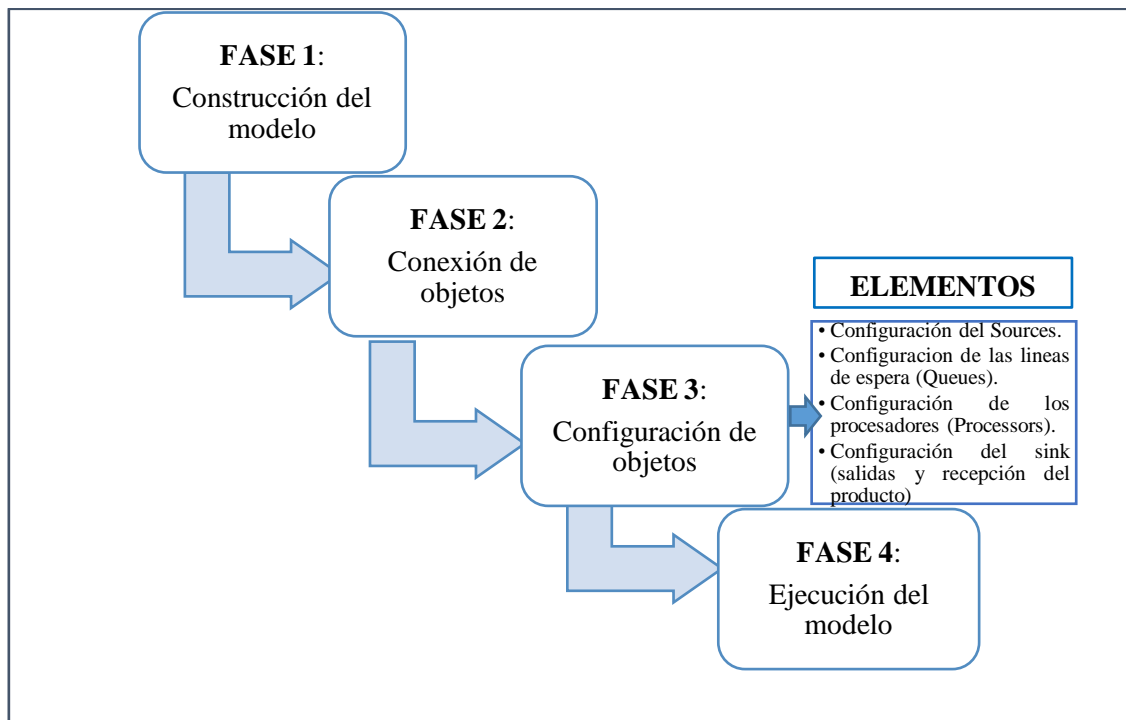 FASE 1:
Construcción del
modelo
FASE 2:
Conexión de
objetos
FASE 3:
Configuración de
objetos
ELEMENTOS
• Configuración del Sources.
• Configuracion de las lineas
de espera (Queues).
• Configuración de los
procesadores (Processors).
• Configuración del sink
(salidas y recepción del
producto)
FASE 4:
Ejecución del
modelo